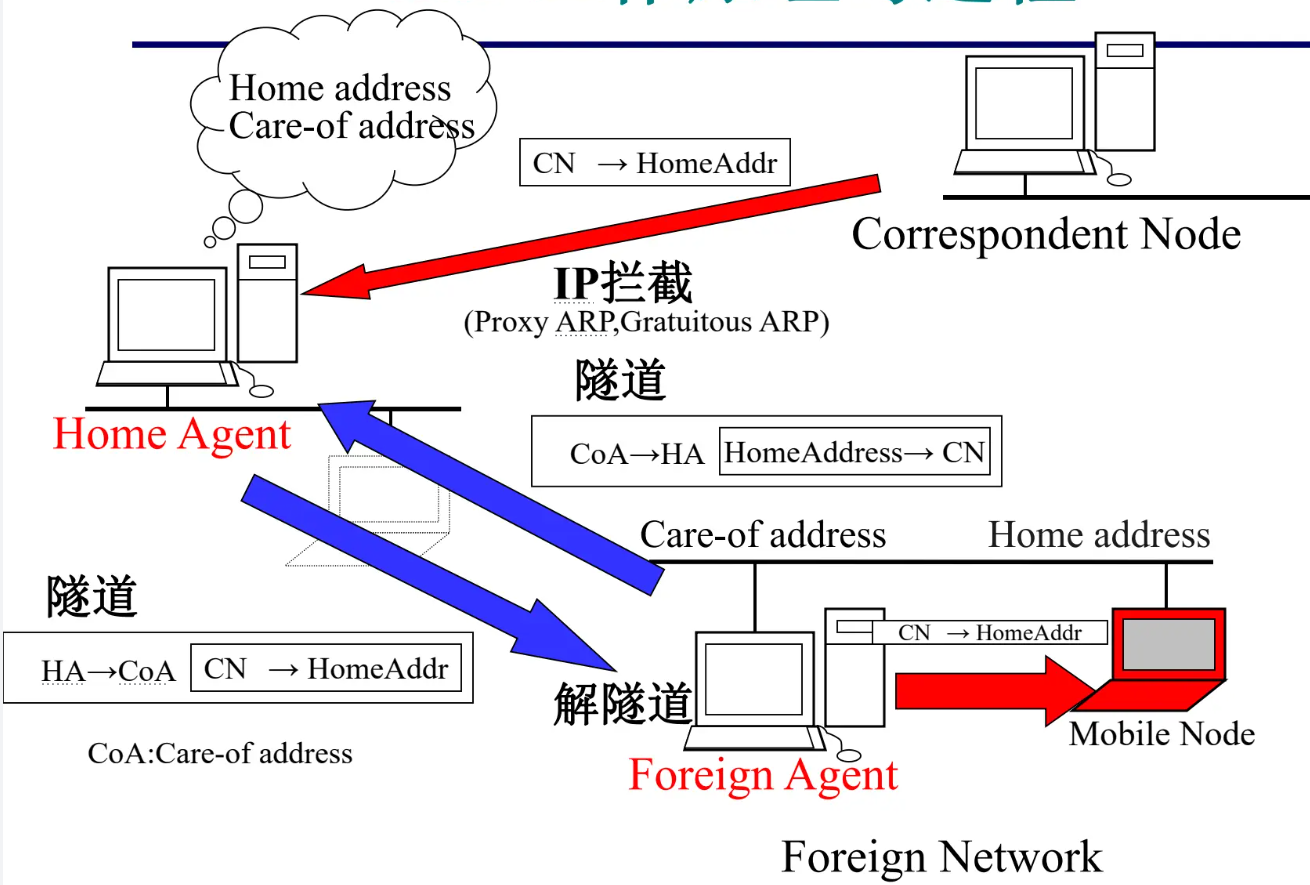 Home address
Care-of address
CN → HomeAddr
Correspondent Node
IP拦截
(Proxy ARP,Gratuitous ARP)
隧道
Home Agent
CoA→HA HomeAddress→ CN
Care-of address Home address
隧道
CN → HomeAddr
HA→CoA CN → HomeAddr
解隧道
Mobile Node
CoA:Care-of address
Foreign Agent
Foreign Network